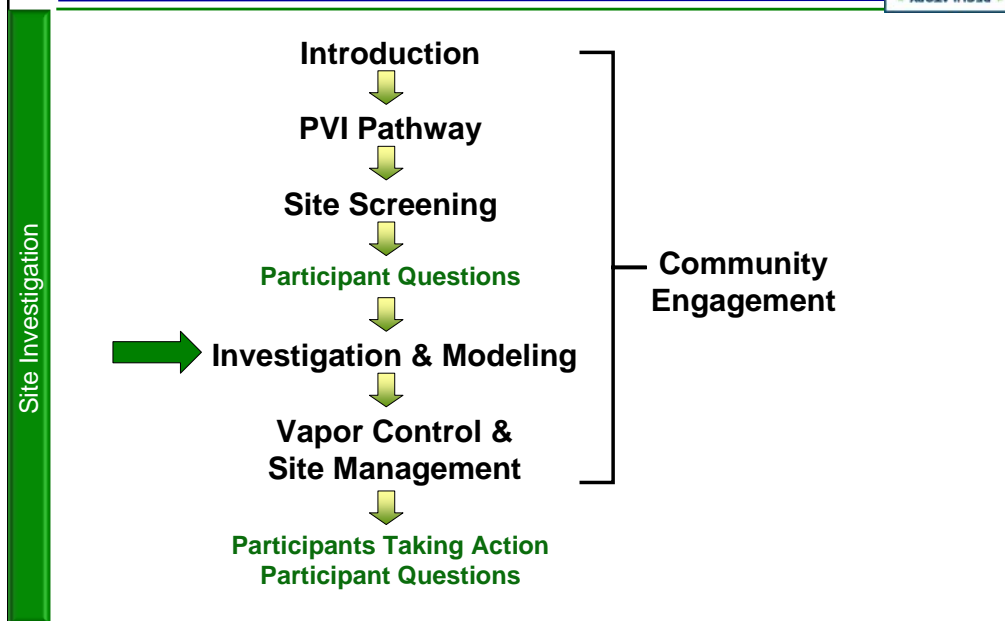 Introduction
PVI Pathway
Site Screening
Participant Questions
Investigation & Modeling
Vapor Control &
Site Management
Participants Taking Action
Participant Questions
Community
Engagement
Site Investigation